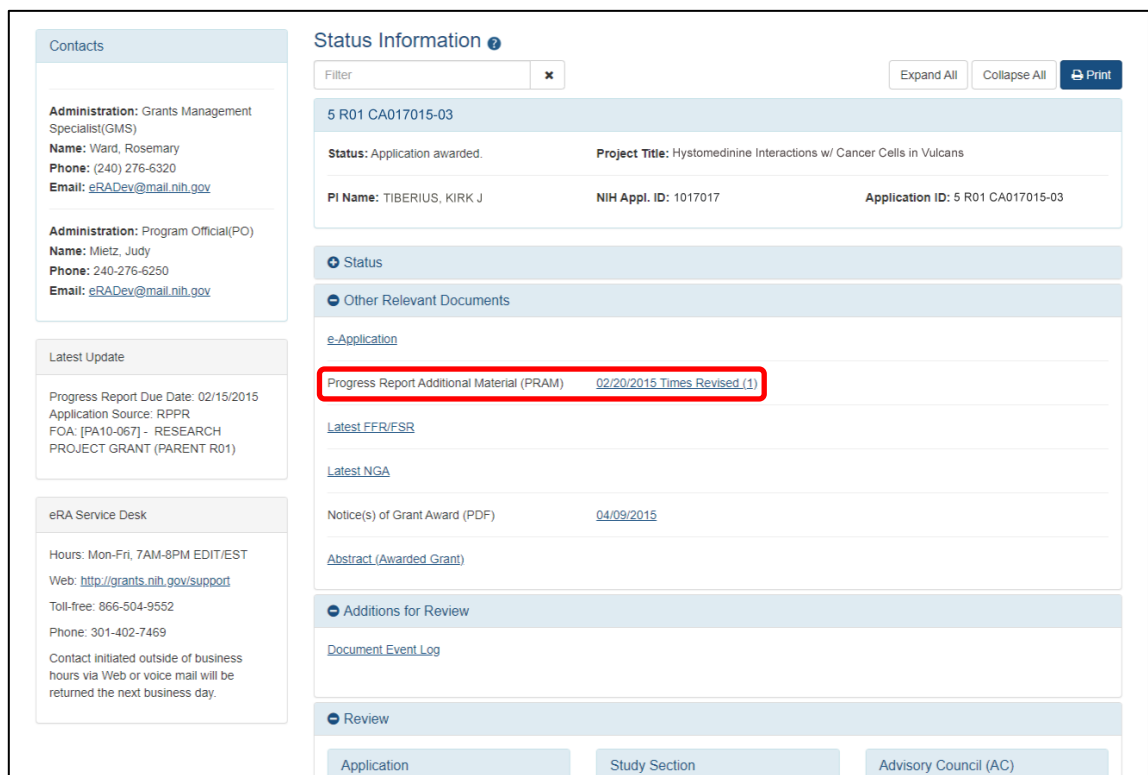 Contacts
Administration: Grants Management
Specialist(GMS)
Name: Ward, Rosemary
Phone: (240) 276-6320
Email: eRADev@mail.nih.gov
Administration: Program Official(PO)
Name: Mietz, Judy
Phone: 240-276-6250
Email: eRADev@mail.nih.gov
Latest Update
Progress Report Due Date: 02/15/2015
Application Source: RPPR
FOA: [PA10-067] - RESEARCH
PROJECT GRANT (PARENT R01)
eRA Service Desk
Hours: Mon-Fri, 7AM-8PM EDIT/EST
Web: http://grants.nih.gov/support
Toll-free: 866-504-9552
Phone: 301-402-7469
Contact initiated outside of business
hours via Web or voice mail will be
returned the next business day.
Status Information ?
Filter
Expand All Collapse All Print
5 R01 CA017015-03
Status: Application awarded. Project Title: Hystomedinine Interactions w/ Cancer Cells in Vulcans
PI Name: TIBERIUS, KIRK J NIH Appl. ID: 1017017 Application ID: 5 R01 CA017015-03
Status
Other Relevant Documents
e-Application
Progress Report Additional Material (PRAM) 02/20/2015 Times Revised (1)
Latest FFR/FSR
Latest NGA
Notice(s) of Grant Award (PDF) 04/09/2015
Abstract (Awarded Grant)
Additions for Review
Document Event Log
Review
Application Study Section Advisory Council (AC)